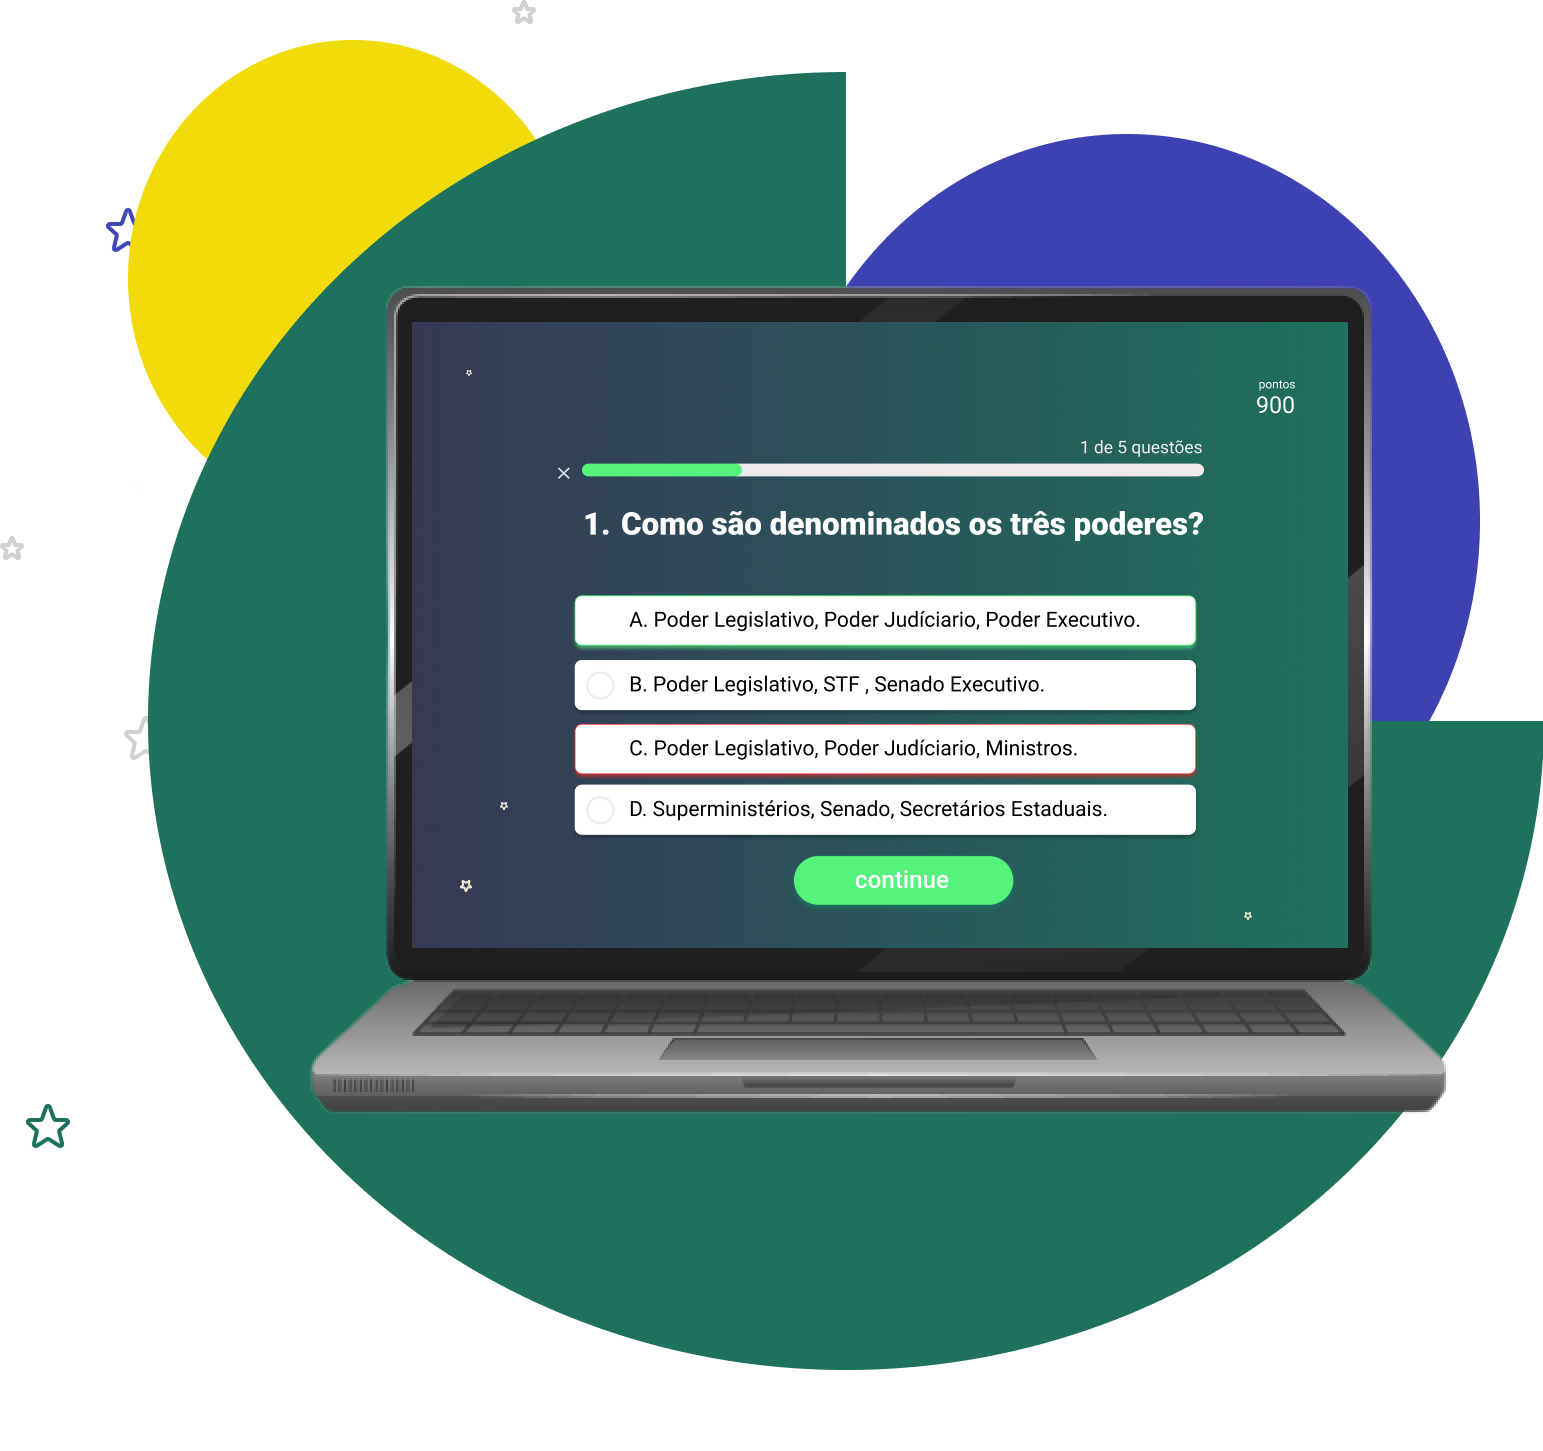 pontos
900
1 de 5 questões
1. Como são denominados os três poderes?
A. Poder Legislativo, Poder Judíciario, Poder Executivo.
B. Poder Legislativo, STF , Senado Executivo.
C. Poder Legislativo, Poder Judíciario, Ministros.
D. Superministérios, Senado, Secretários Estaduais.
continue